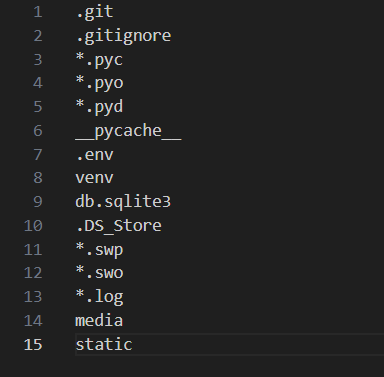 1 .git
2 .gitignore
3 *.pyc
4 *.pyo
5 *.pyd
6 __pycache__
7 .env
8 venv
9 db.sqlite3
10 .DS_Store
11 *.swp
12 *.swo
13 *.log
14 media
15 static